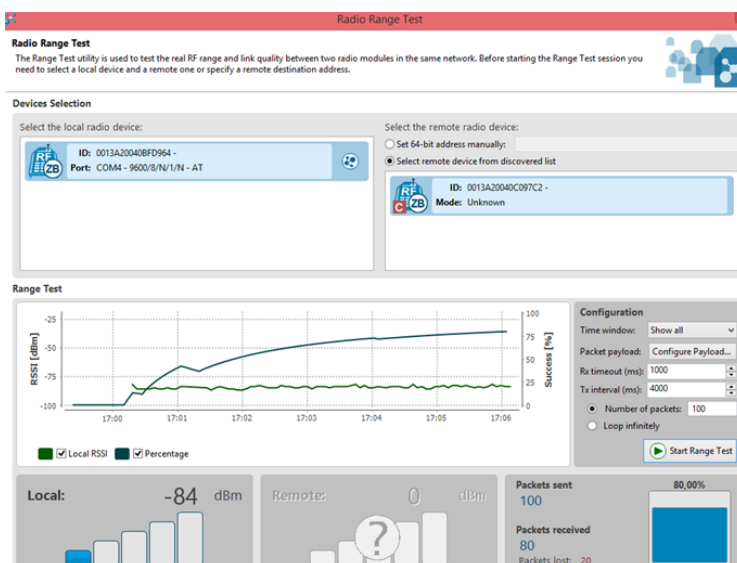 Radio Range Test
Radio Range Test
The Range Test utility is used to test the real RF range and link quality between two radio modules in the same network. Before starting the Range Test session you
need to select a local device and a remote one or specify a remote destination address.
Devices Selection
Select the local radio device:
RF
ZB
ID: 0013A20040BFD964 -
Port: COM4 - 9600/8/N/1/N - AT
Select the remote radio device:
Set 64-bit address manually:
Select remote device from discovered list
RF
C ZB
ID: 0013A20040C097C2 -
Mode: Unknown
Range Test
RSSI [dBm]
-25
-50
-75
-100
17:00 17:01 17:02 17:03 17:04 17:05 17:06
100
75
50
25
0
Success [%]
Local RSSI Percentage
Configuration
Time window: Show all
Packet payload: Configure Payload...
Rx timeout (ms): 1000
Tx interval (ms): 4000
Number of packets: 100
Loop infinitely
Start Range Test
Local: -84 dBm
Remote: 0 dBm
?
Packets sent
100
Packets received
80
Packets lost: 20
80,00%